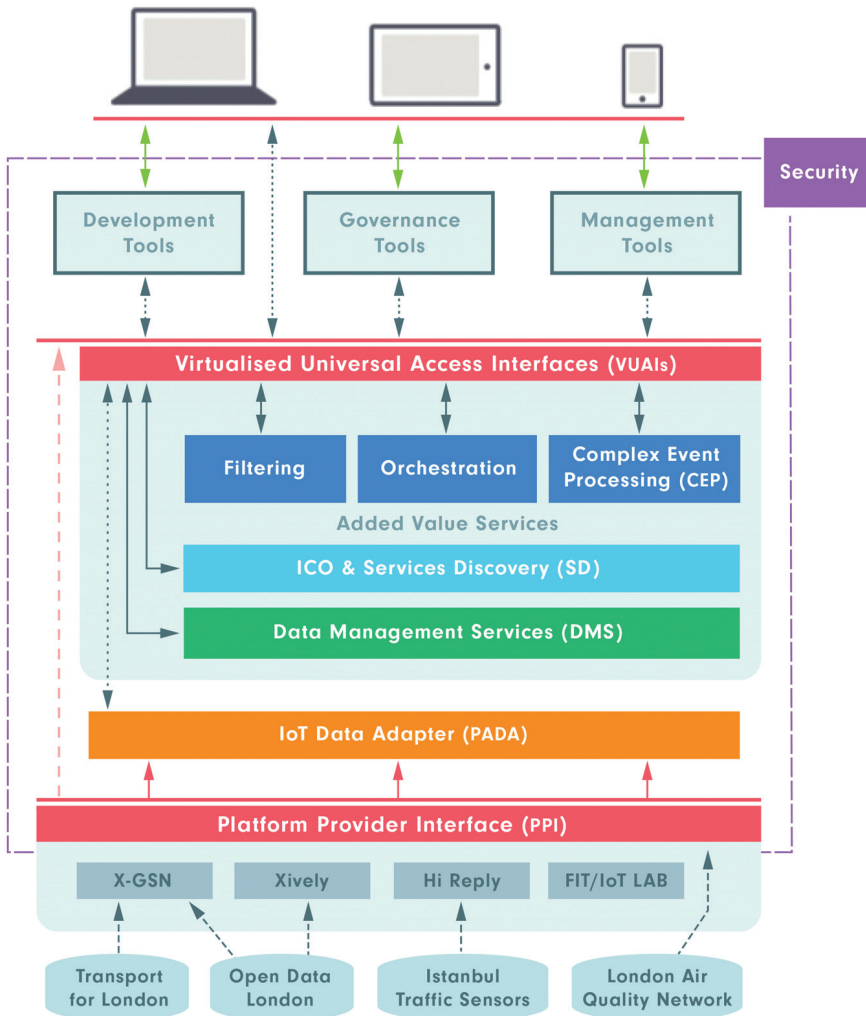 Security
Development
Tools
Governance
Tools
Management
Tools
Virtualised Universal Access Interfaces (VUAIs)
Filtering
Orchestration
Complex Event
Processing (CEP)
Added Value Services
ICO & Services Discovery (SD)
Data Management Services (DMS)
IoT Data Adapter (PADA)
Platform Provider Interface (PPI)
X-GSN
Xively
Hi Reply
FIT/IoT LAB
Transport
for London
Open Data
London
Istanbul
Traffic Sensors
London Air
Quality Network